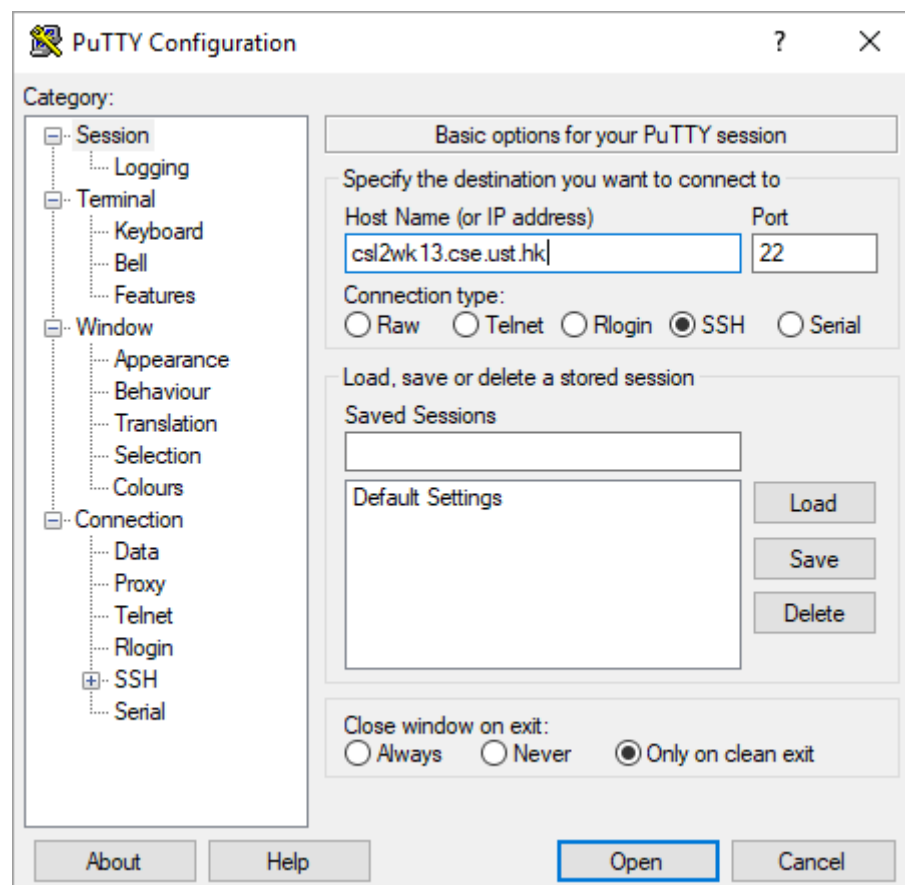 PuTTY Configuration
?
Category:
Session
Logging
Terminal
Keyboard
Bell
Features
Window
Appearance
Behaviour
Translation
Selection
Colours
Connection
Data
Proxy
Telnet
Rlogin
SSH
Serial
Basic options for your PuTTY session
Specify the destination you want to connect to
Host Name (or IP address) Port
csl2wk13.cse.ust.hk 22
Connection type:
Raw Telnet Rlogin SSH Serial
Load, save or delete a stored session
Saved Sessions
Default Settings
Load
Save
Delete
Close window on exit:
Always Never Only on clean exit
About Help Open Cancel